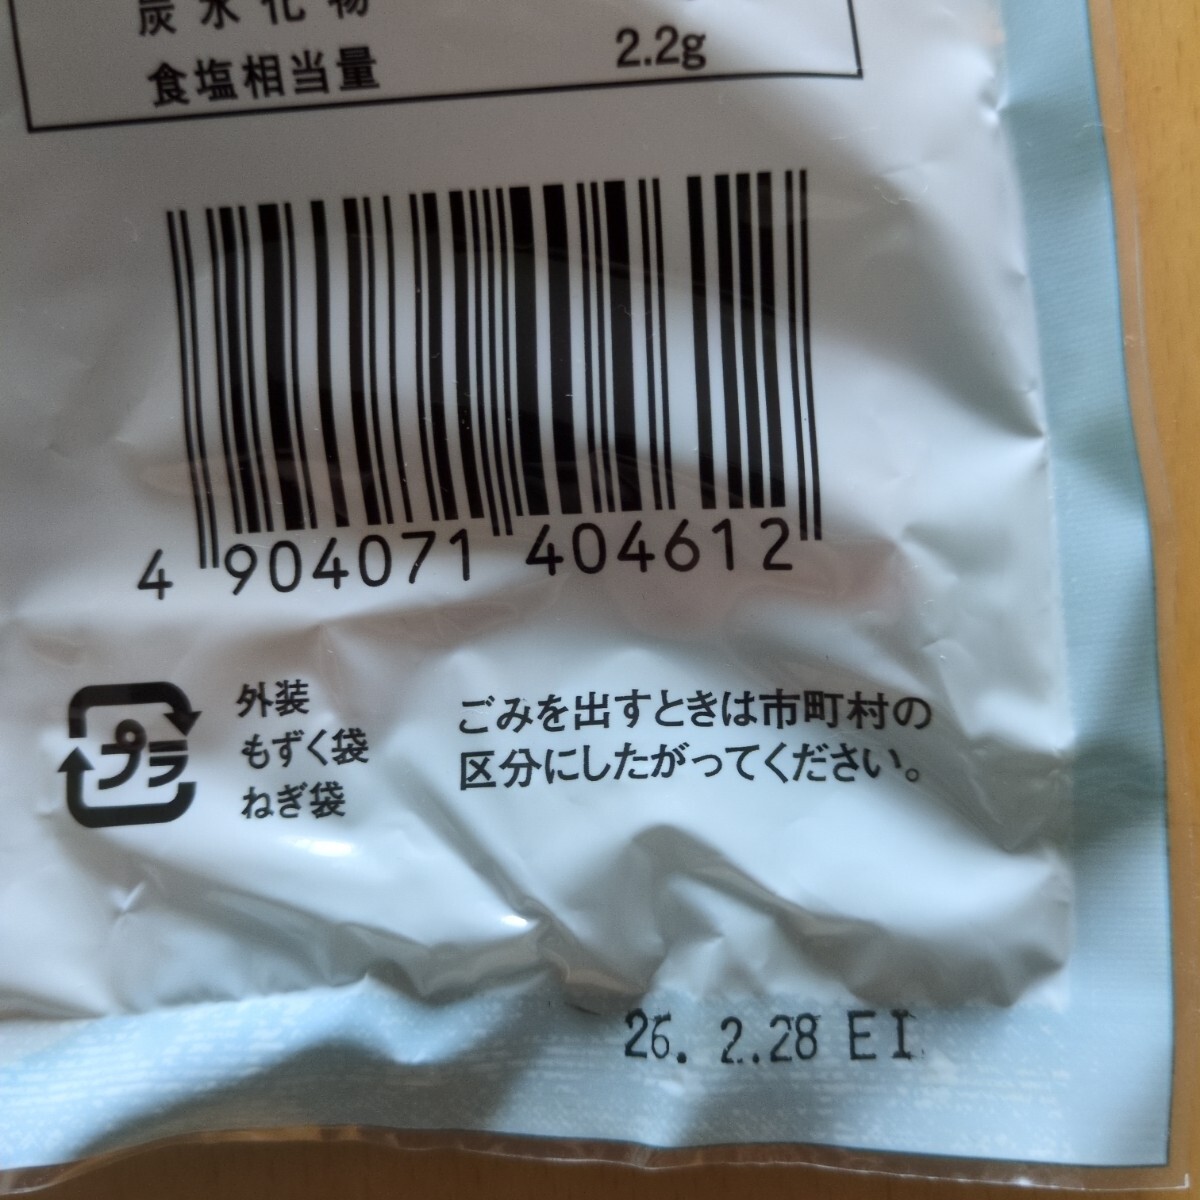 炭水化物
食塩相当量 2.2g
4 904071 404612
プラ
外装
もずく袋
ねぎ袋
ごみを出すときは市町村の
区分にしたがってください。
26. 2.28 EI